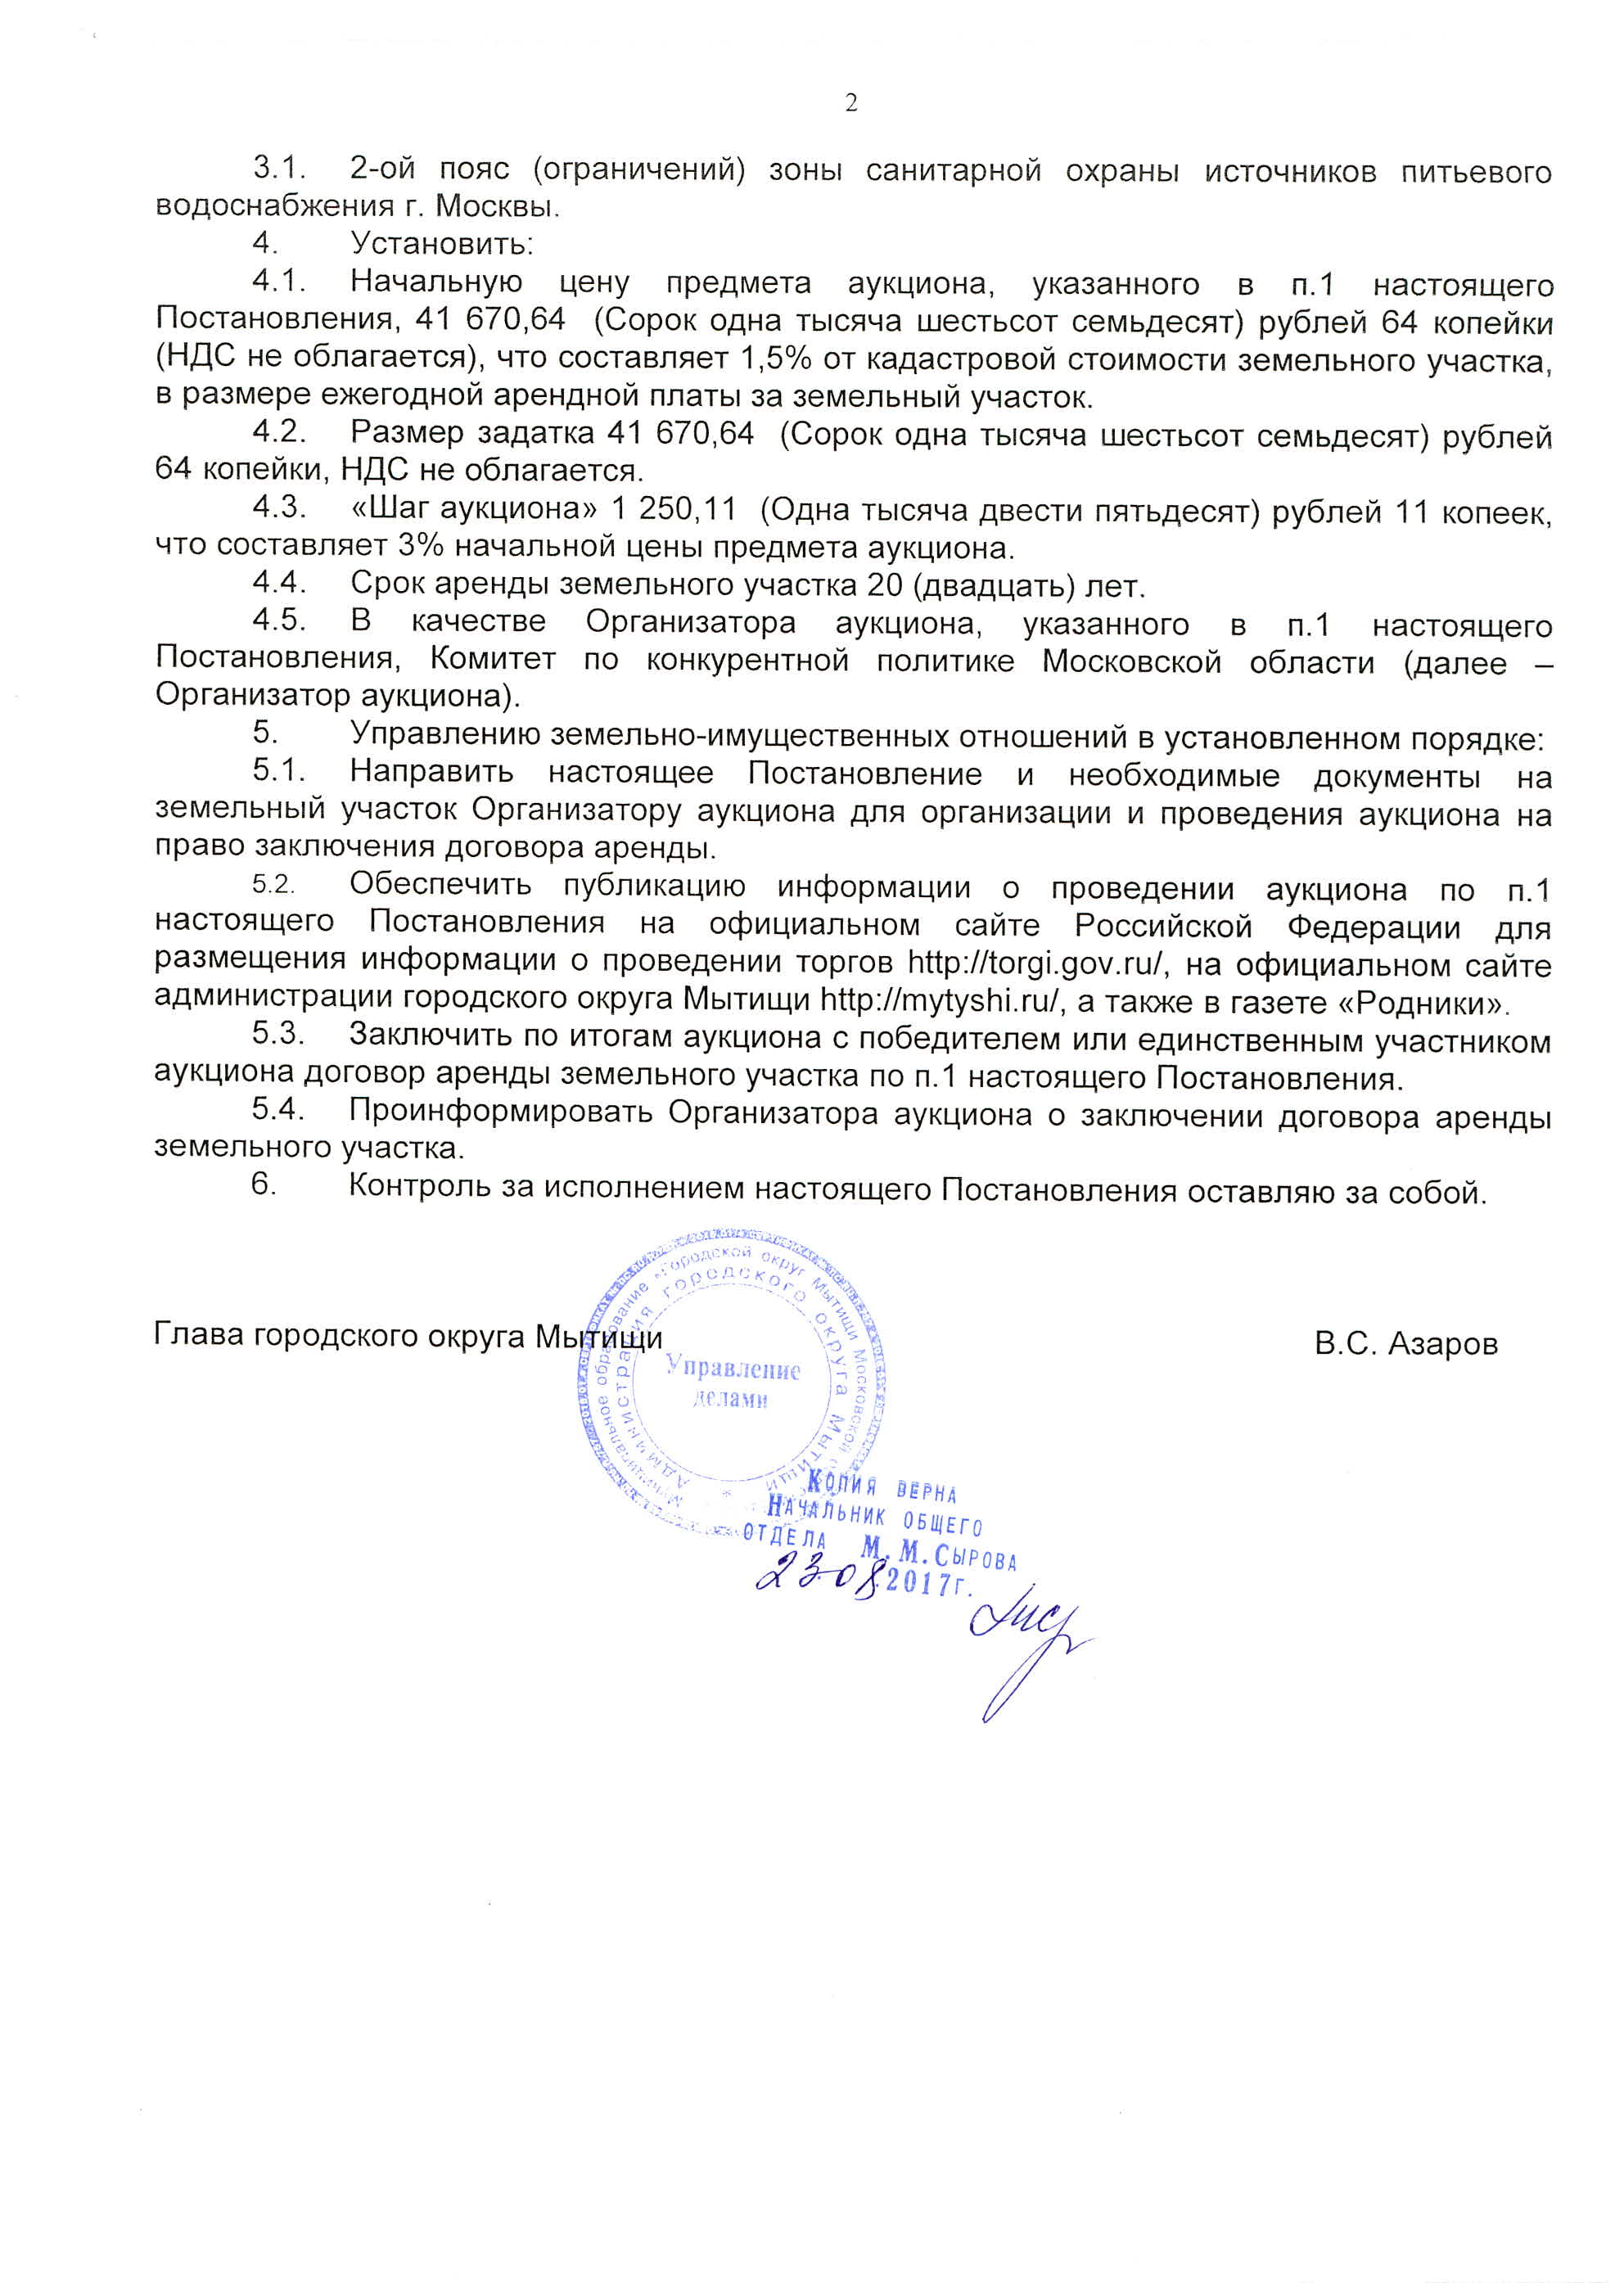 2
3.1. 2-ой пояс (ограничений) зоны санитарной охраны источников питьевого
водоснабжения г. Москвы.
4. Установить:
4.1. Начальную цену предмета аукциона, указанного в п.1 настоящего
Постановления, 41 670,64 (Сорок одна тысяча шестьсот семьдесят) рублей 64 копейки
(НДС не облагается), что составляет 1,5% от кадастровой стоимости земельного участка,
в размере ежегодной арендной платы за земельный участок.
4.2. Размер задатка 41 670,64 (Сорок одна тысяча шестьсот семьдесят) рублей
64 копейки, НДС не облагается.
4.3. «Шаг аукциона» 1 250,11 (Одна тысяча двести пятьдесят) рублей 11 копеек,
что составляет 3% начальной цены предмета аукциона.
4.4. Срок аренды земельного участка 20 (двадцать) лет.
4.5. В качестве Организатора аукциона, указанного в п.1 настоящего
Постановления, Комитет по конкурентной политике Московской области (далее –
Организатор аукциона).
5. Управлению земельно-имущественных отношений в установленном порядке:
5.1. Направить настоящее Постановление и необходимые документы на
земельный участок Организатору аукциона для организации и проведения аукциона на
право заключения договора аренды.
5.2. Обеспечить публикацию информации о проведении аукциона по п.1
настоящего Постановления на официальном сайте Российской Федерации для
размещения информации о проведении торгов http://torgi.gov.ru/, на официальном сайте
администрации городского округа Мытищи http://mytyshi.ru/, а также в газете «Родники».
5.3. Заключить по итогам аукциона с победителем или единственным участником
аукциона договор аренды земельного участка по п.1 настоящего Постановления.
5.4. Проинформировать Организатора аукциона о заключении договора аренды
земельного участка.
6. Контроль за исполнением настоящего Постановления оставляю за собой.
Глава городского округа Мытищи В.С. Азаров
Муниципальное образование «Городской округ Мытищи Московской
Администрация городского округа Мытищи
Управление
делами
Копия верна
Начальник общего
отдела М.М.Сырова
23.08.2017г.